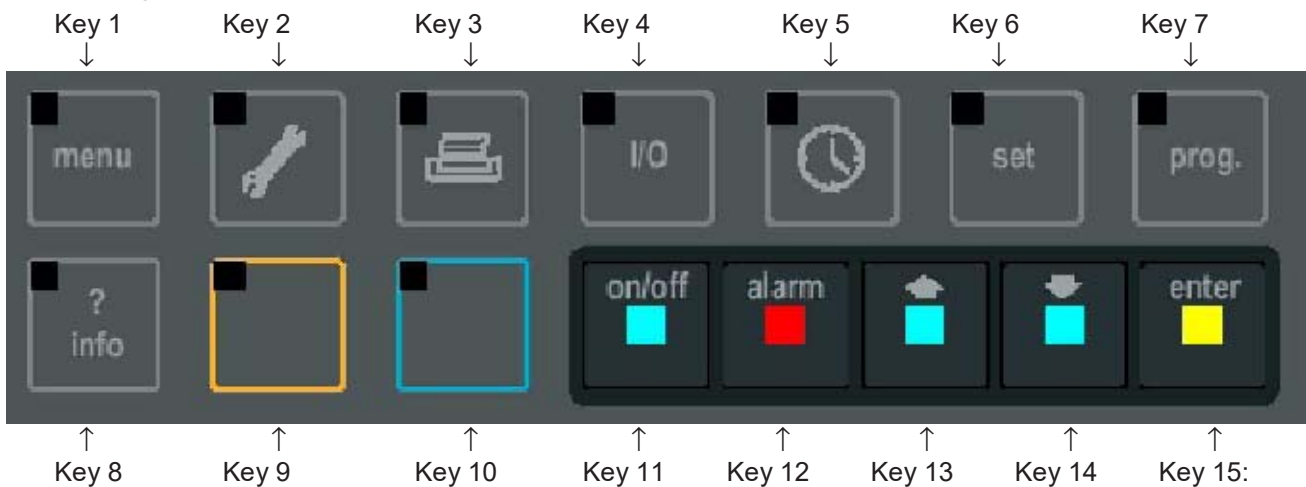 Key 1 Key 2 Key 3 Key 4 Key 5 Key 6 Key 7
↓ ↓ ↓ ↓ ↓ ↓ ↓
menu I/O set prog.
? info on/off alarm enter
↑ ↑ ↑ ↑ ↑ ↑ ↑ ↑
Key 8 Key 9 Key 10 Key 11 Key 12 Key 13 Key 14 Key 15: